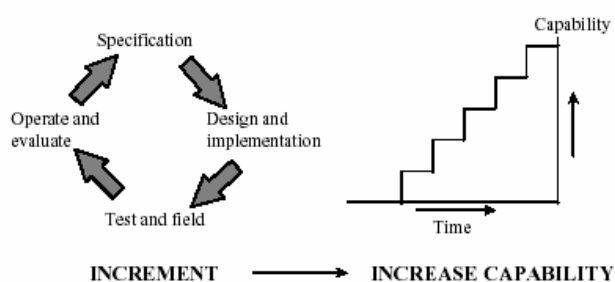 Specification
Operate and
evaluate
Design and
implementation
Test and field
Capability
Time
INCREMENT
INCREASE CAPABILITY